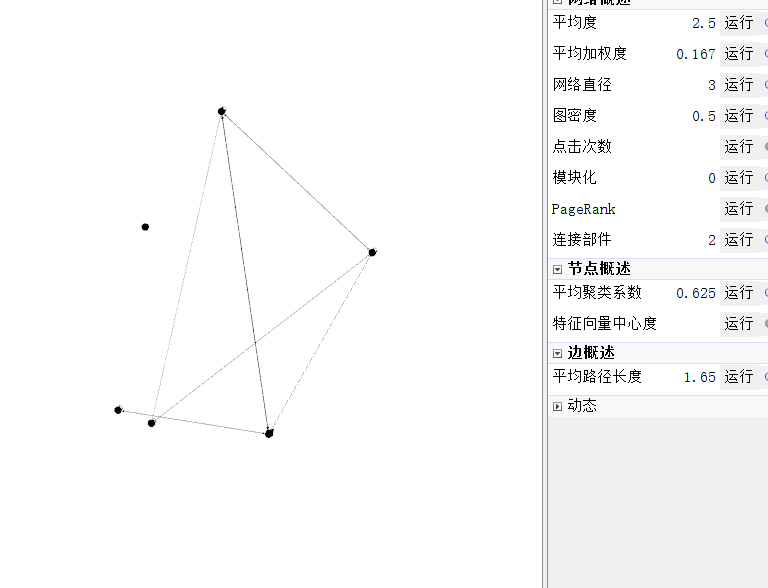 网络概述
平均度 2.5 运行
平均加权度 0.167 运行
网络直径 3 运行
图密度 0.5 运行
点击次数 运行
模块化 0 运行
PageRank 运行
连接部件 2 运行
节点概述
平均聚类系数 0.625 运行
特征向量中心度 运行
边概述
平均路径长度 1.65 运行
动态